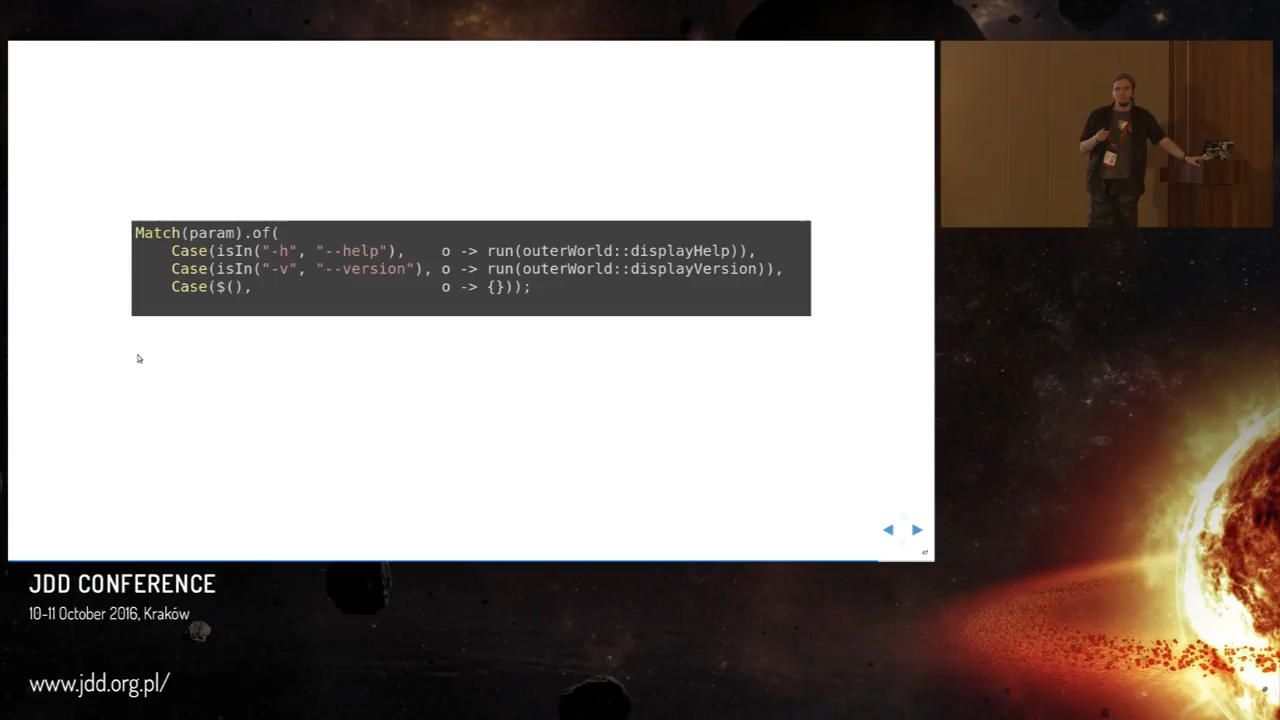 Match(param).of(
    Case(isIn("-h", "--help"),    o -> run(outerWorld::displayHelp)),
    Case(isIn("-v", "--version"), o -> run(outerWorld::displayVersion)),
    Case($(),                     o -> {}));
47
JDD CONFERENCE
10-11 October 2016, Kraków
www.jdd.org.pl/